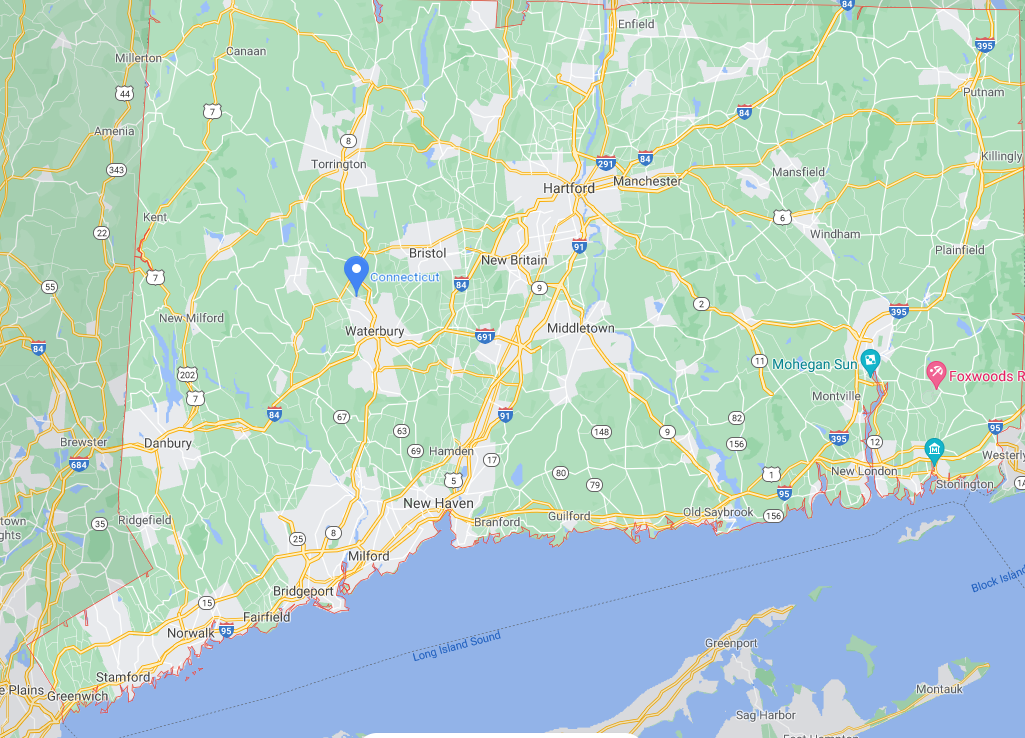 84
Enfield
Canaan
395
Millerton
44
Putnam
7
84
Amenia
8
Killingly
291
84
Torrington
343
Mansfield
Manchester
Hartford
Kent
6
22
Windham
91
Plainfield
Bristol
New Britain
Connecticut
7
84
55
9
2
395
New Milford
Waterbury
Middletown
691
84
11
Mohegan Sun
202
Foxwoods R
7
Montville
84
91
67
82
95
63
148
9
395
Brewster
Danbury
156
12
69
Hamden
17
Westerly
684
80
1
New London
5
79
Stonington
1A
95
New Haven
town
ghts
35
Ridgefield
Branford
Guilford
Old Saybrook
156
8
25
Milford
Block Island
Bridgeport
15
Fairfield
Norwalk
95
Long Island Sound
Greenport
Stamford
e Plains
Greenwich
Montauk
Sag Harbor
East Hampton